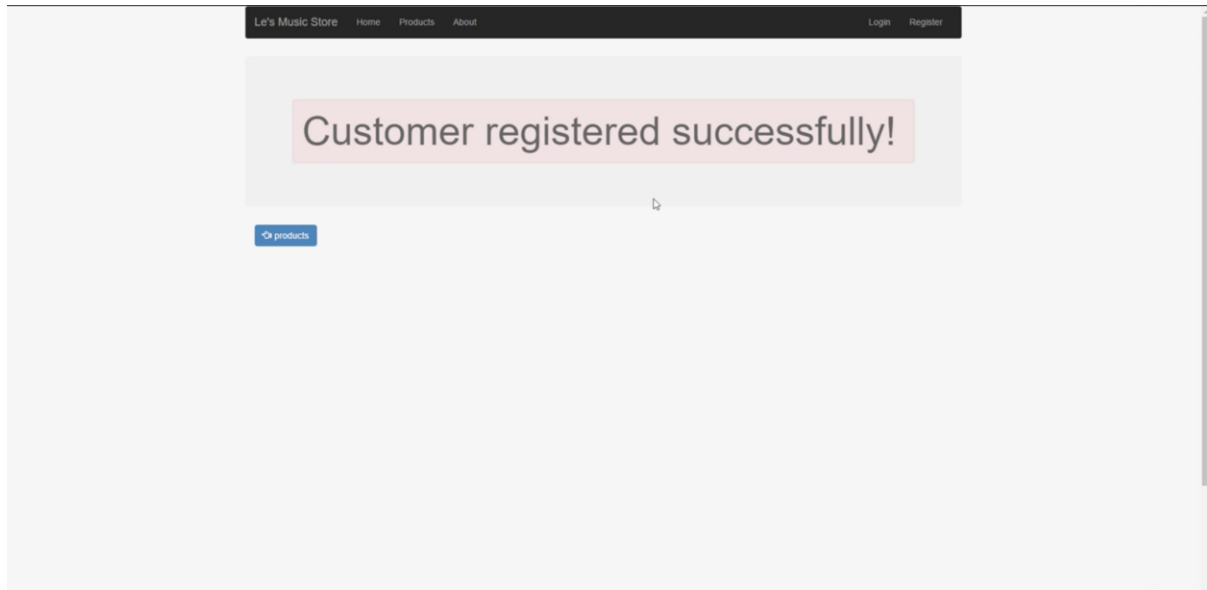 Le's Music Store Home Products About Login Register
Customer registered successfully!
products